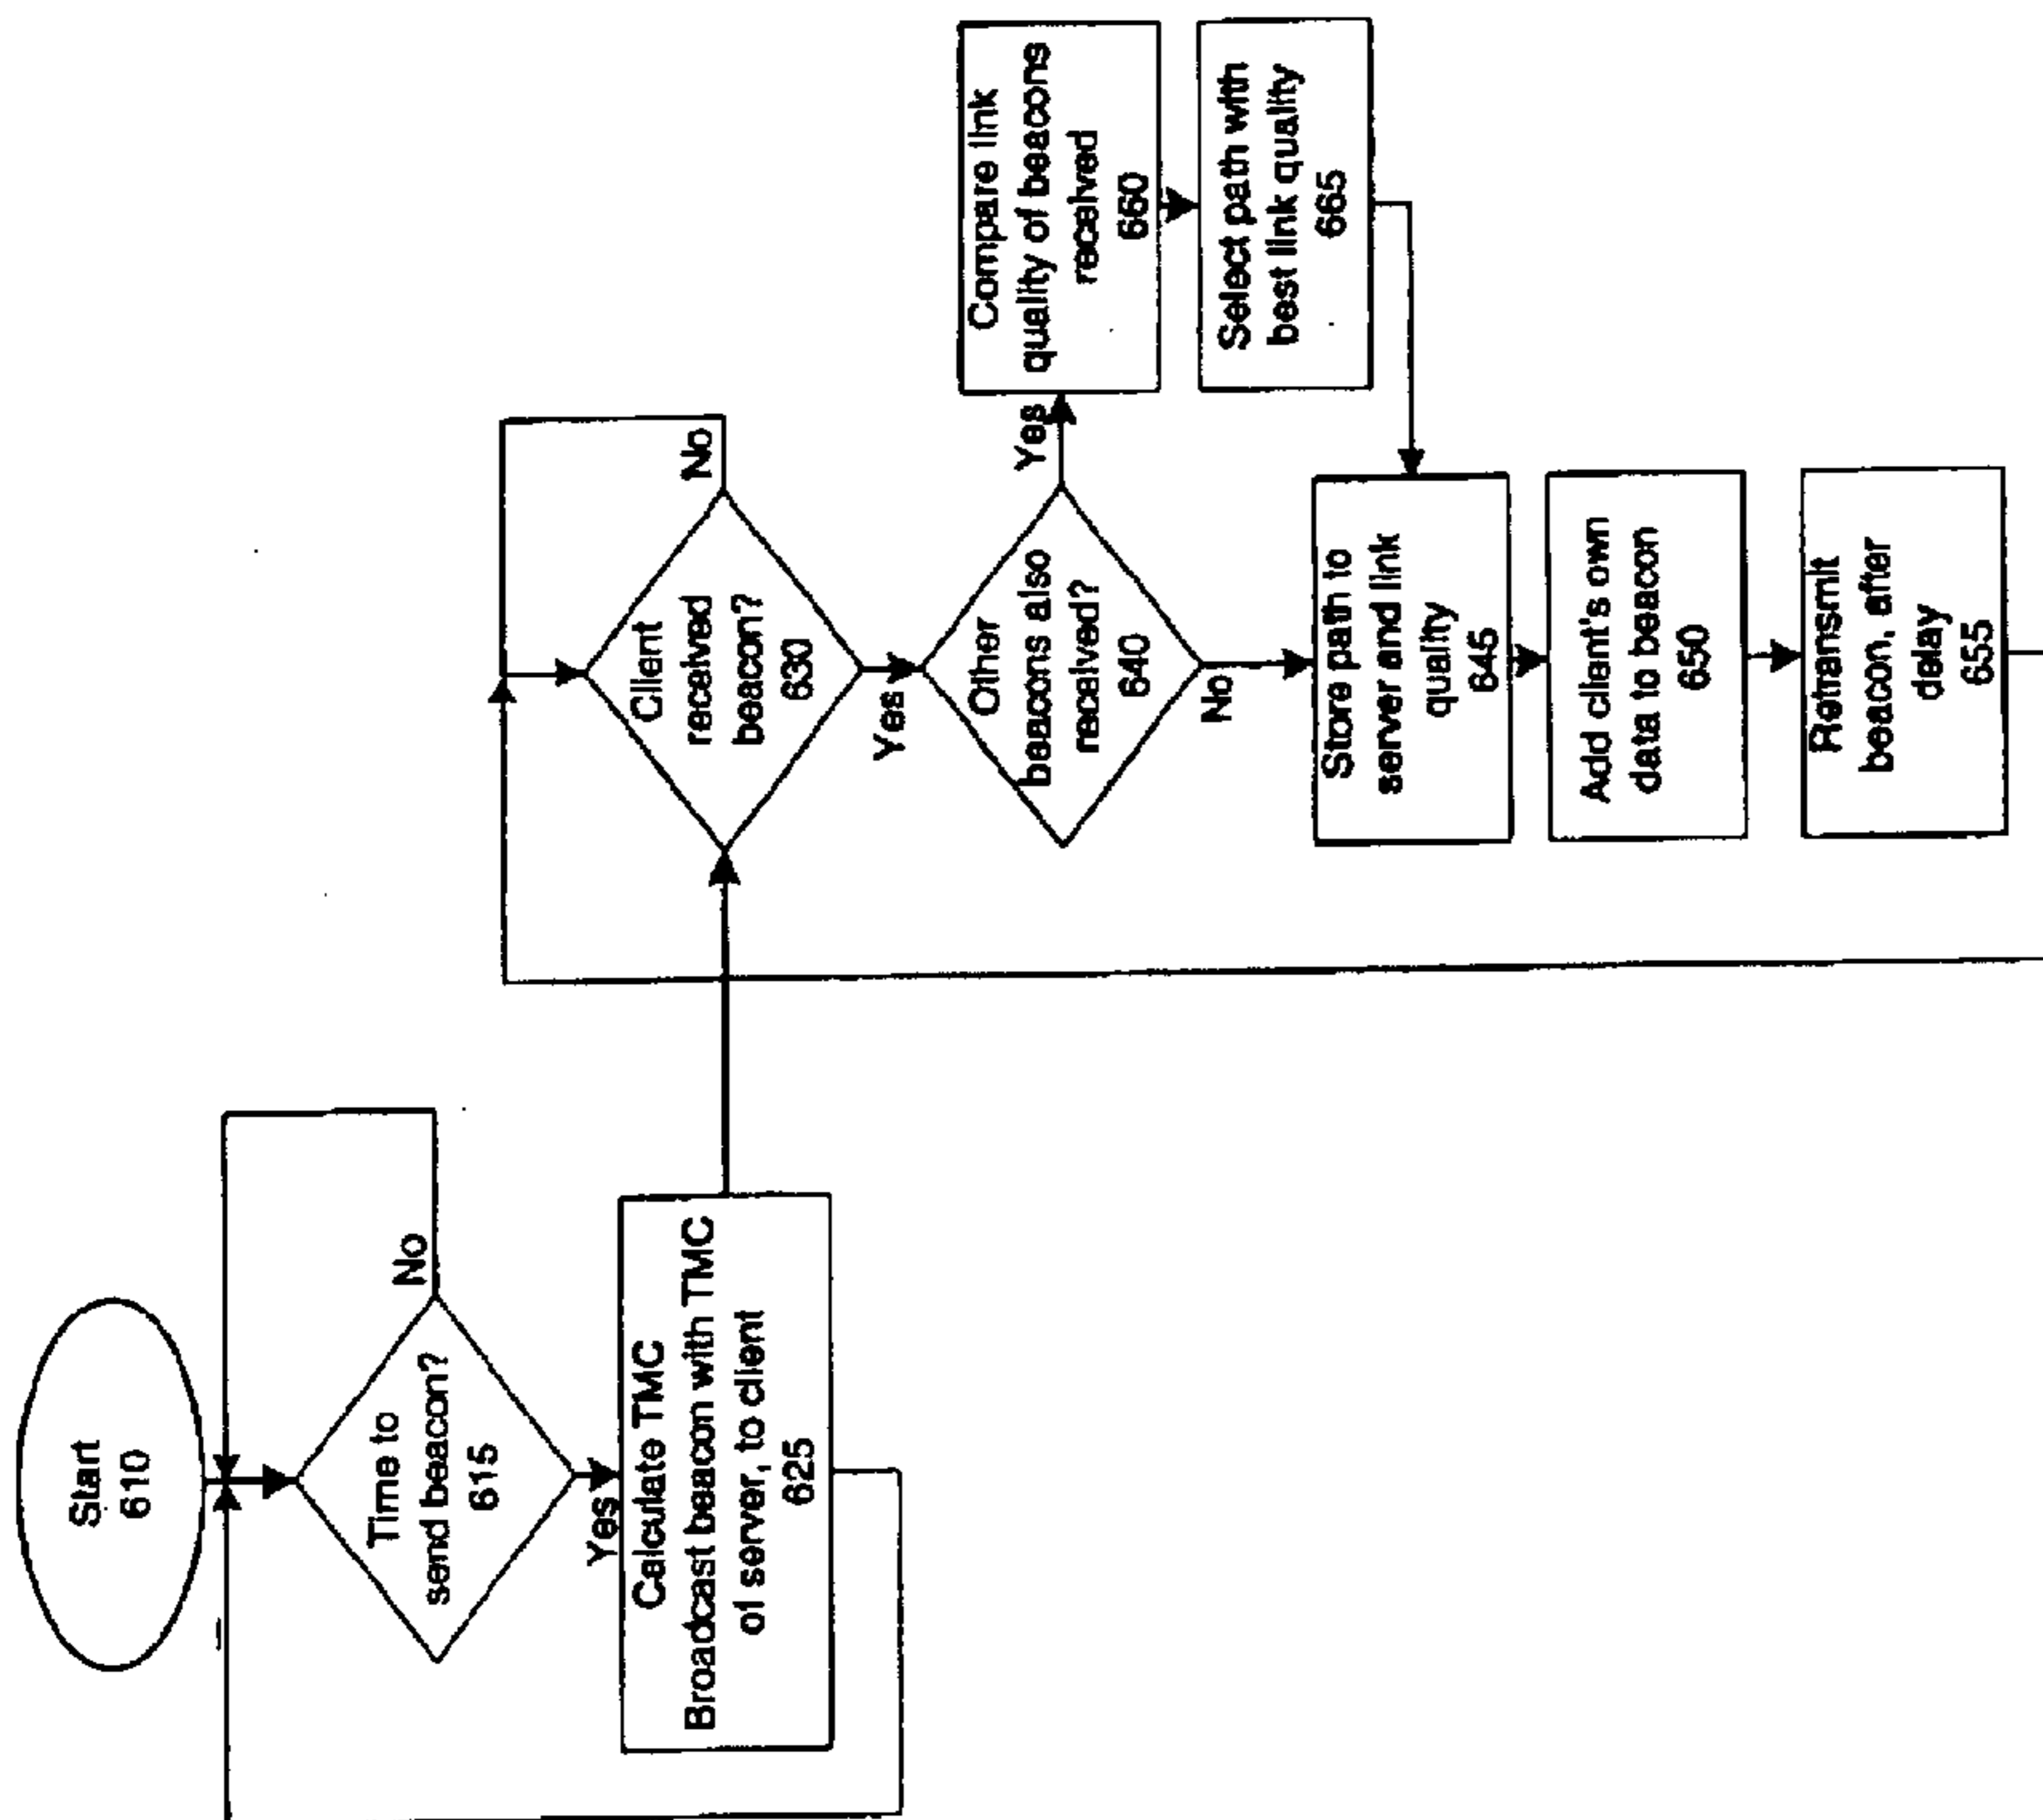 Start
610
Time to
send beacon?
615
No
Yes
Calculate TMC
Broadcast beacon with TMC
of server, to client
625
Client
received
beacon?
630
No
Yes
Other
beacons also
received?
640
Yes
No
Compare link
quality of beacons
received
660
Select path with
best link quality
665
Store path to
server and link
quality
645
Add client's own
data to beacon
650
Retransmit
beacon, after
delay
655